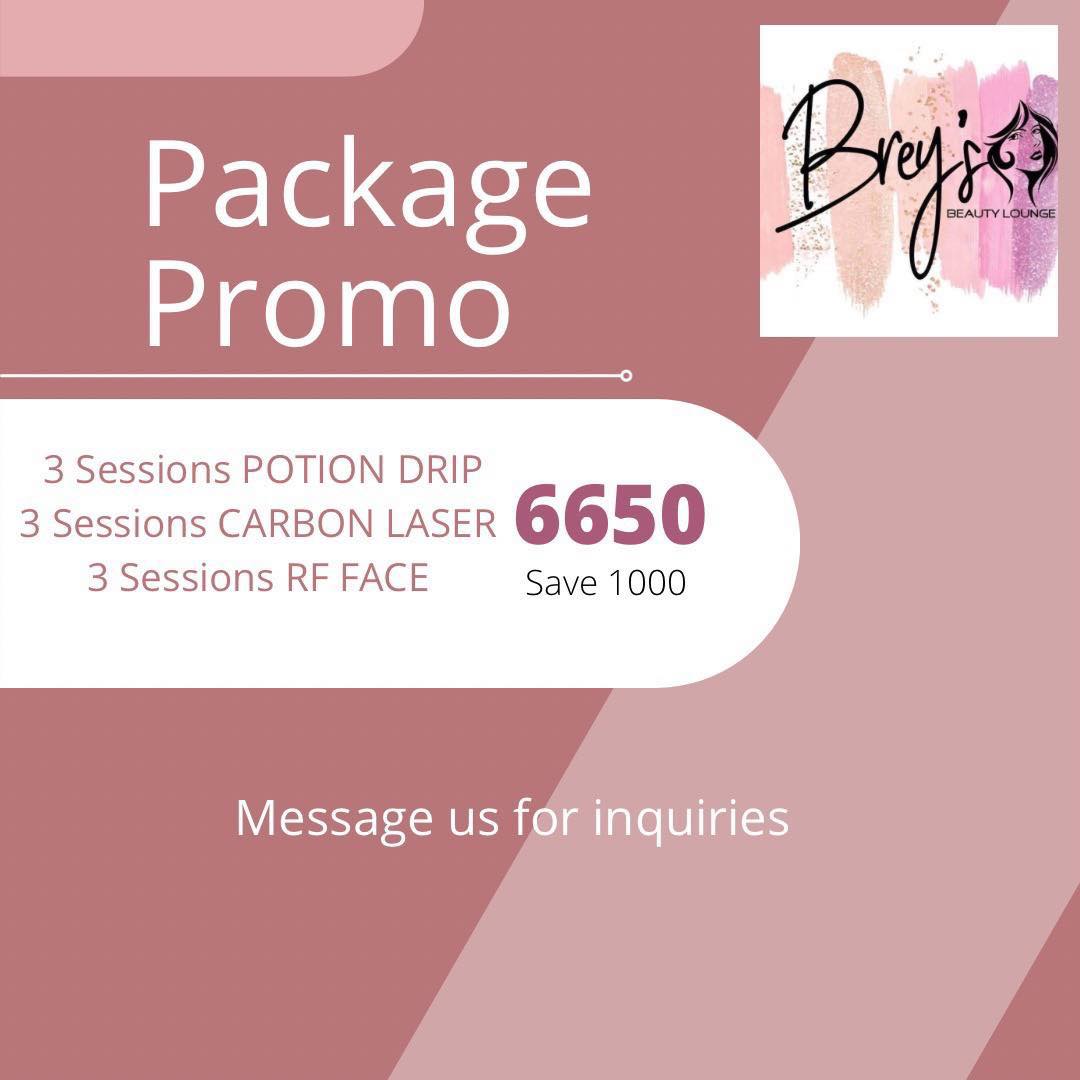 Brey's
BEAUTY LOUNGE
Package
Promo
3 Sessions POTION DRIP
3 Sessions CARBON LASER
3 Sessions RF FACE
6650
Save 1000
Message us for inquiries